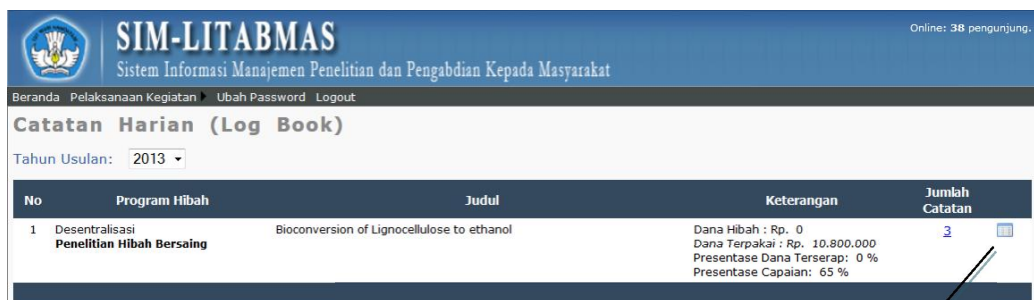 SIM-LITABMAS
Online: 38 pengunjung.
Sistem Informasi Manajemen Penelitian dan Pengabdian Kepada Masyarakat
Beranda Pelaksanaan Kegiatan Ubah Password Logout
Catatan Harian (Log Book)
Tahun Usulan: 2013
No Program Hibah Judul Keterangan Jumlah Catatan
1 Desentralisasi Bioconversion of Lignocellulose to ethanol Dana Hibah : Rp. 0 3
Penelitian Hibah Bersaing Dana Terpakai : Rp. 10.800.000
Presentase Dana Terserap: 0 %
Presentase Capaian: 65 %